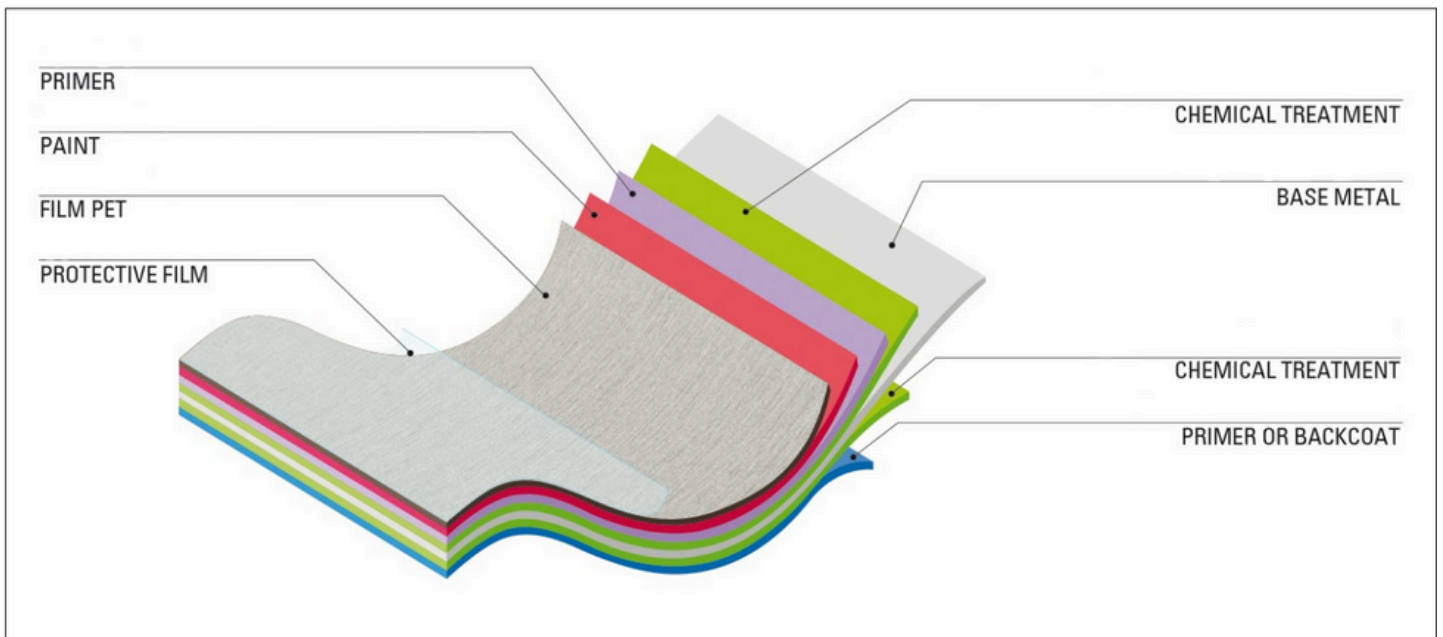 PRIMER
PAINT
FILM PET
PROTECTIVE FILM
CHEMICAL TREATMENT
BASE METAL
CHEMICAL TREATMENT
PRIMER OR BACKCOAT